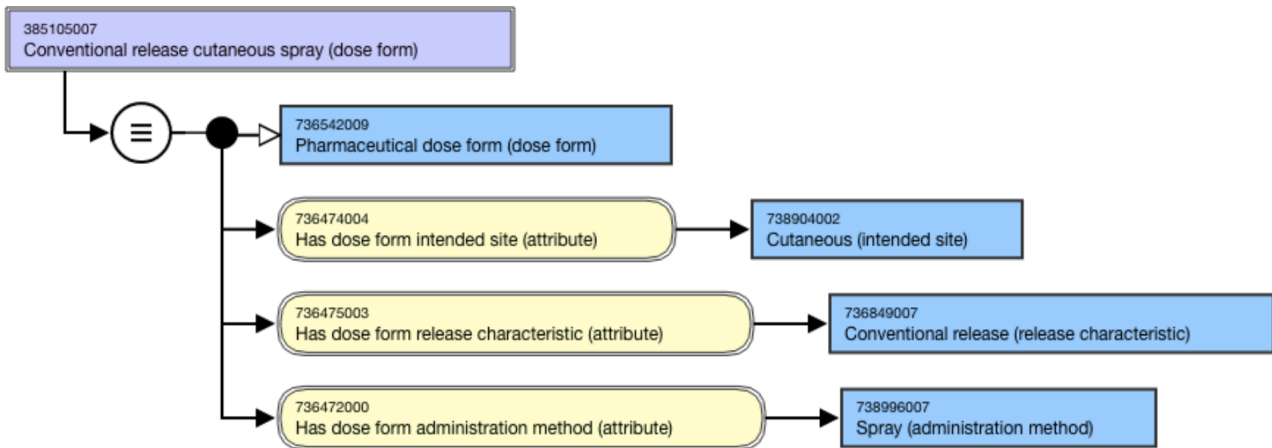 385105007
Conventional release cutaneous spray (dose form)
736542009
Pharmaceutical dose form (dose form)
736474004
Has dose form intended site (attribute)
738904002
Cutaneous (intended site)
736475003
Has dose form release characteristic (attribute)
736849007
Conventional release (release characteristic)
736472000
Has dose form administration method (attribute)
738996007
Spray (administration method)